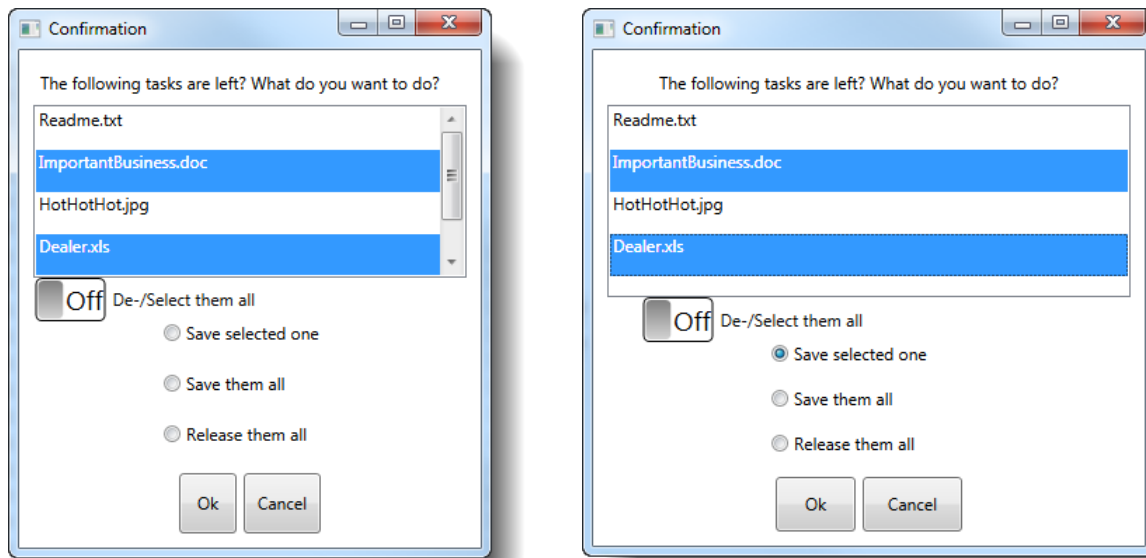 Confirmation
The following tasks are left? What do you want to do?
Readme.txt
ImportantBusiness.doc
HotHotHot.jpg
Dealer.xls
Off De-/Select them all
Save selected one
Save them all
Release them all
Ok Cancel
Confirmation
The following tasks are left? What do you want to do?
Readme.txt
ImportantBusiness.doc
HotHotHot.jpg
Dealer.xls
Off De-/Select them all
Save selected one
Save them all
Release them all
Ok Cancel